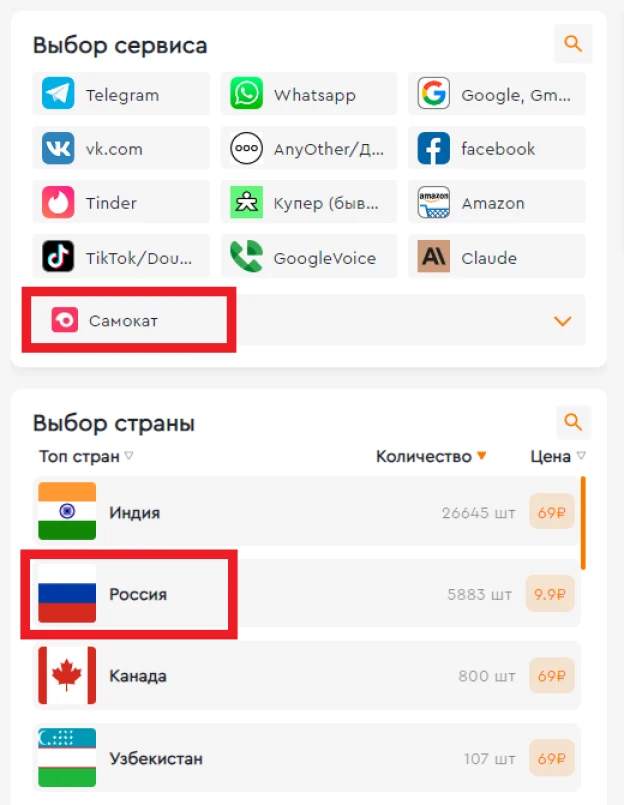 Выбор сервиса
Telegram Whatsapp Google, Gm...
vk.com AnyOther/Д... facebook
Tinder Купер (быв... amazon Amazon
TikTok/Dou... GoogleVoice Claude
Самокат
Выбор страны
Топ стран Количество Цена
Индия 26645 шт 69₽
Россия 5883 шт 9.9₽
Канада 800 шт 69₽
Узбекистан 107 шт 69₽